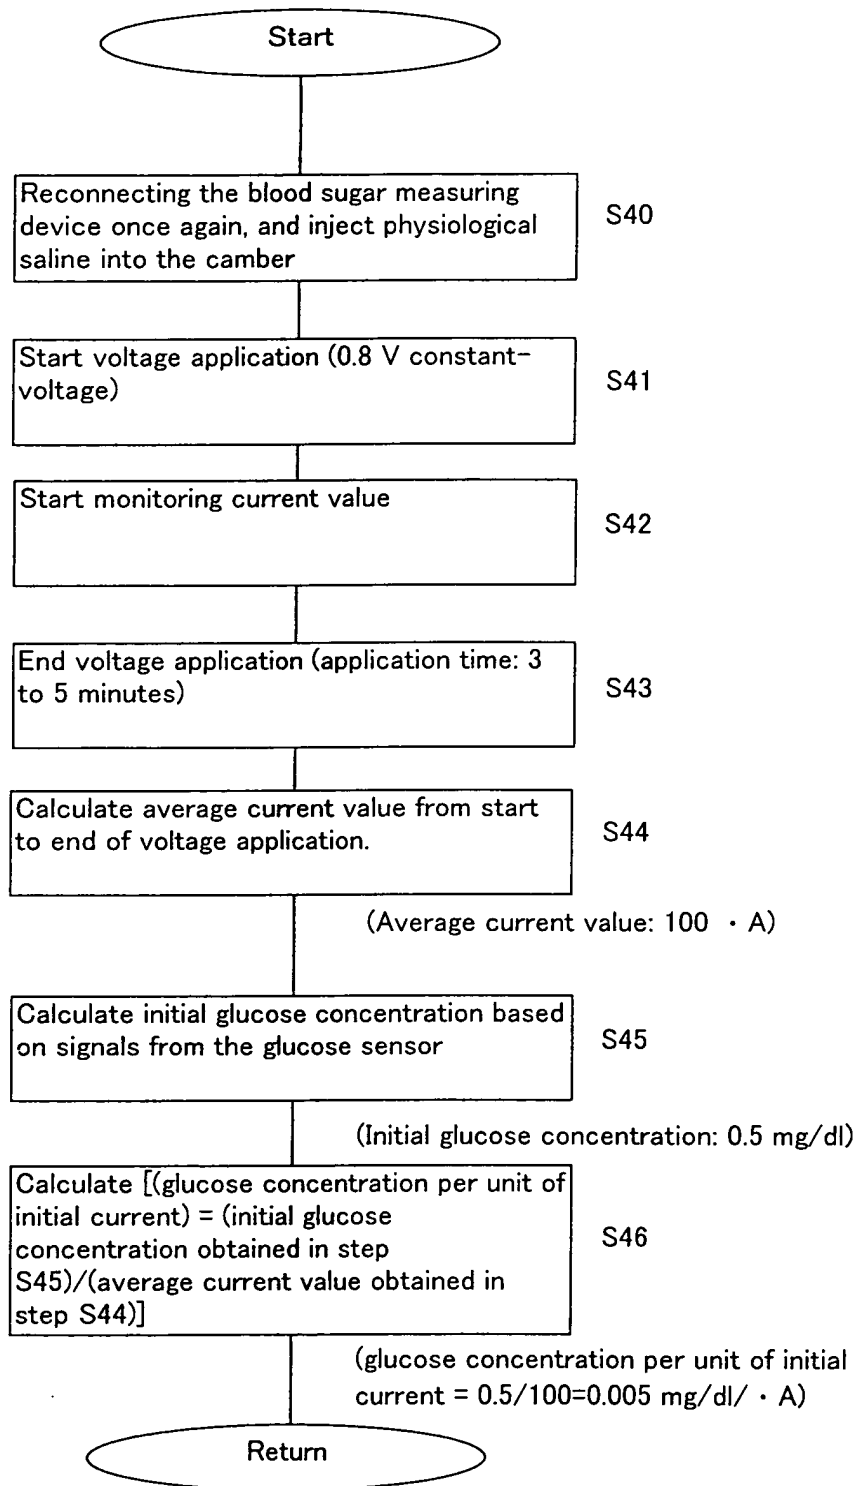 Start
Reconnecting the blood sugar measuring
device once again, and inject physiological
saline into the camber
S40
Start voltage application (0.8 V constant-
voltage)
S41
Start monitoring current value
S42
End voltage application (application time: 3
to 5 minutes)
S43
Calculate average current value from start
to end of voltage application.
S44
(Average current value: 100 ・A)
Calculate initial glucose concentration based
on signals from the glucose sensor
S45
(Initial glucose concentration: 0.5 mg/dl)
Calculate [(glucose concentration per unit of
initial current) = (initial glucose
concentration obtained in step
S45)/(average current value obtained in
step S44)]
S46
(glucose concentration per unit of initial
current = 0.5/100=0.005 mg/dl/・A)
Return